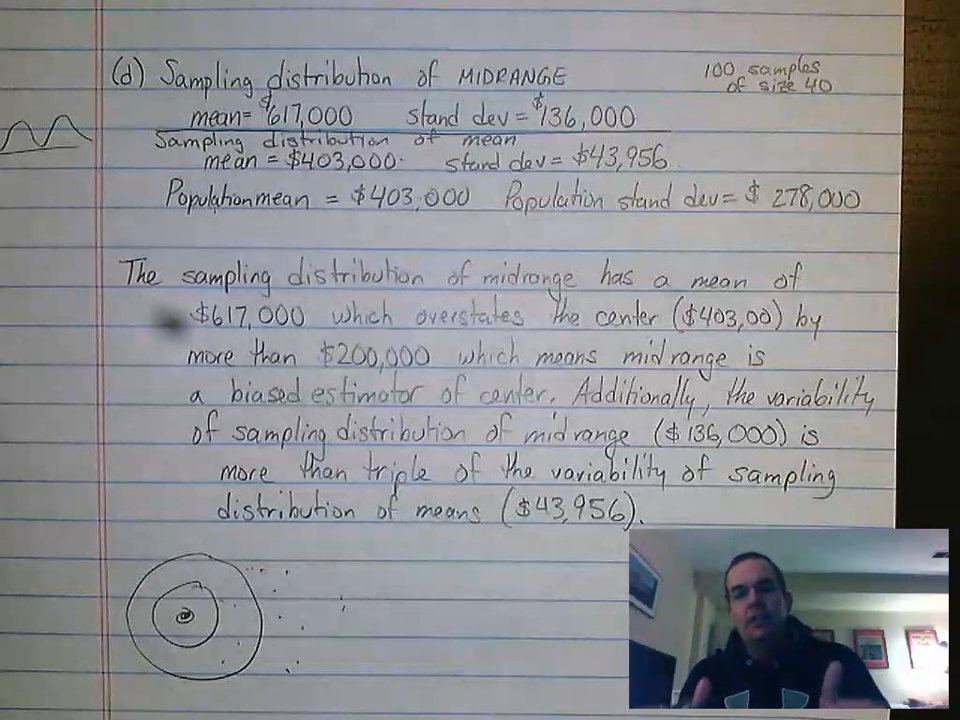 (d) Sampling distribution of MIDRANGE
100 samples
of size 40
mean= $617,000 stand dev = $136,000
Sampling distribution of mean
mean = $403,000. stand dev = $43,956
Population mean = $403,000 Population stand dev = $ 278,000
The sampling distribution of midrange has a mean of
$617,000 which overstates the center ($403,00) by
more than $200,000 which means midrange is
a biased estimator of center. Additionally, the variability
of sampling distribution of midrange ($136,000) is
more than triple of the variability of sampling
distribution of means ($43,956).